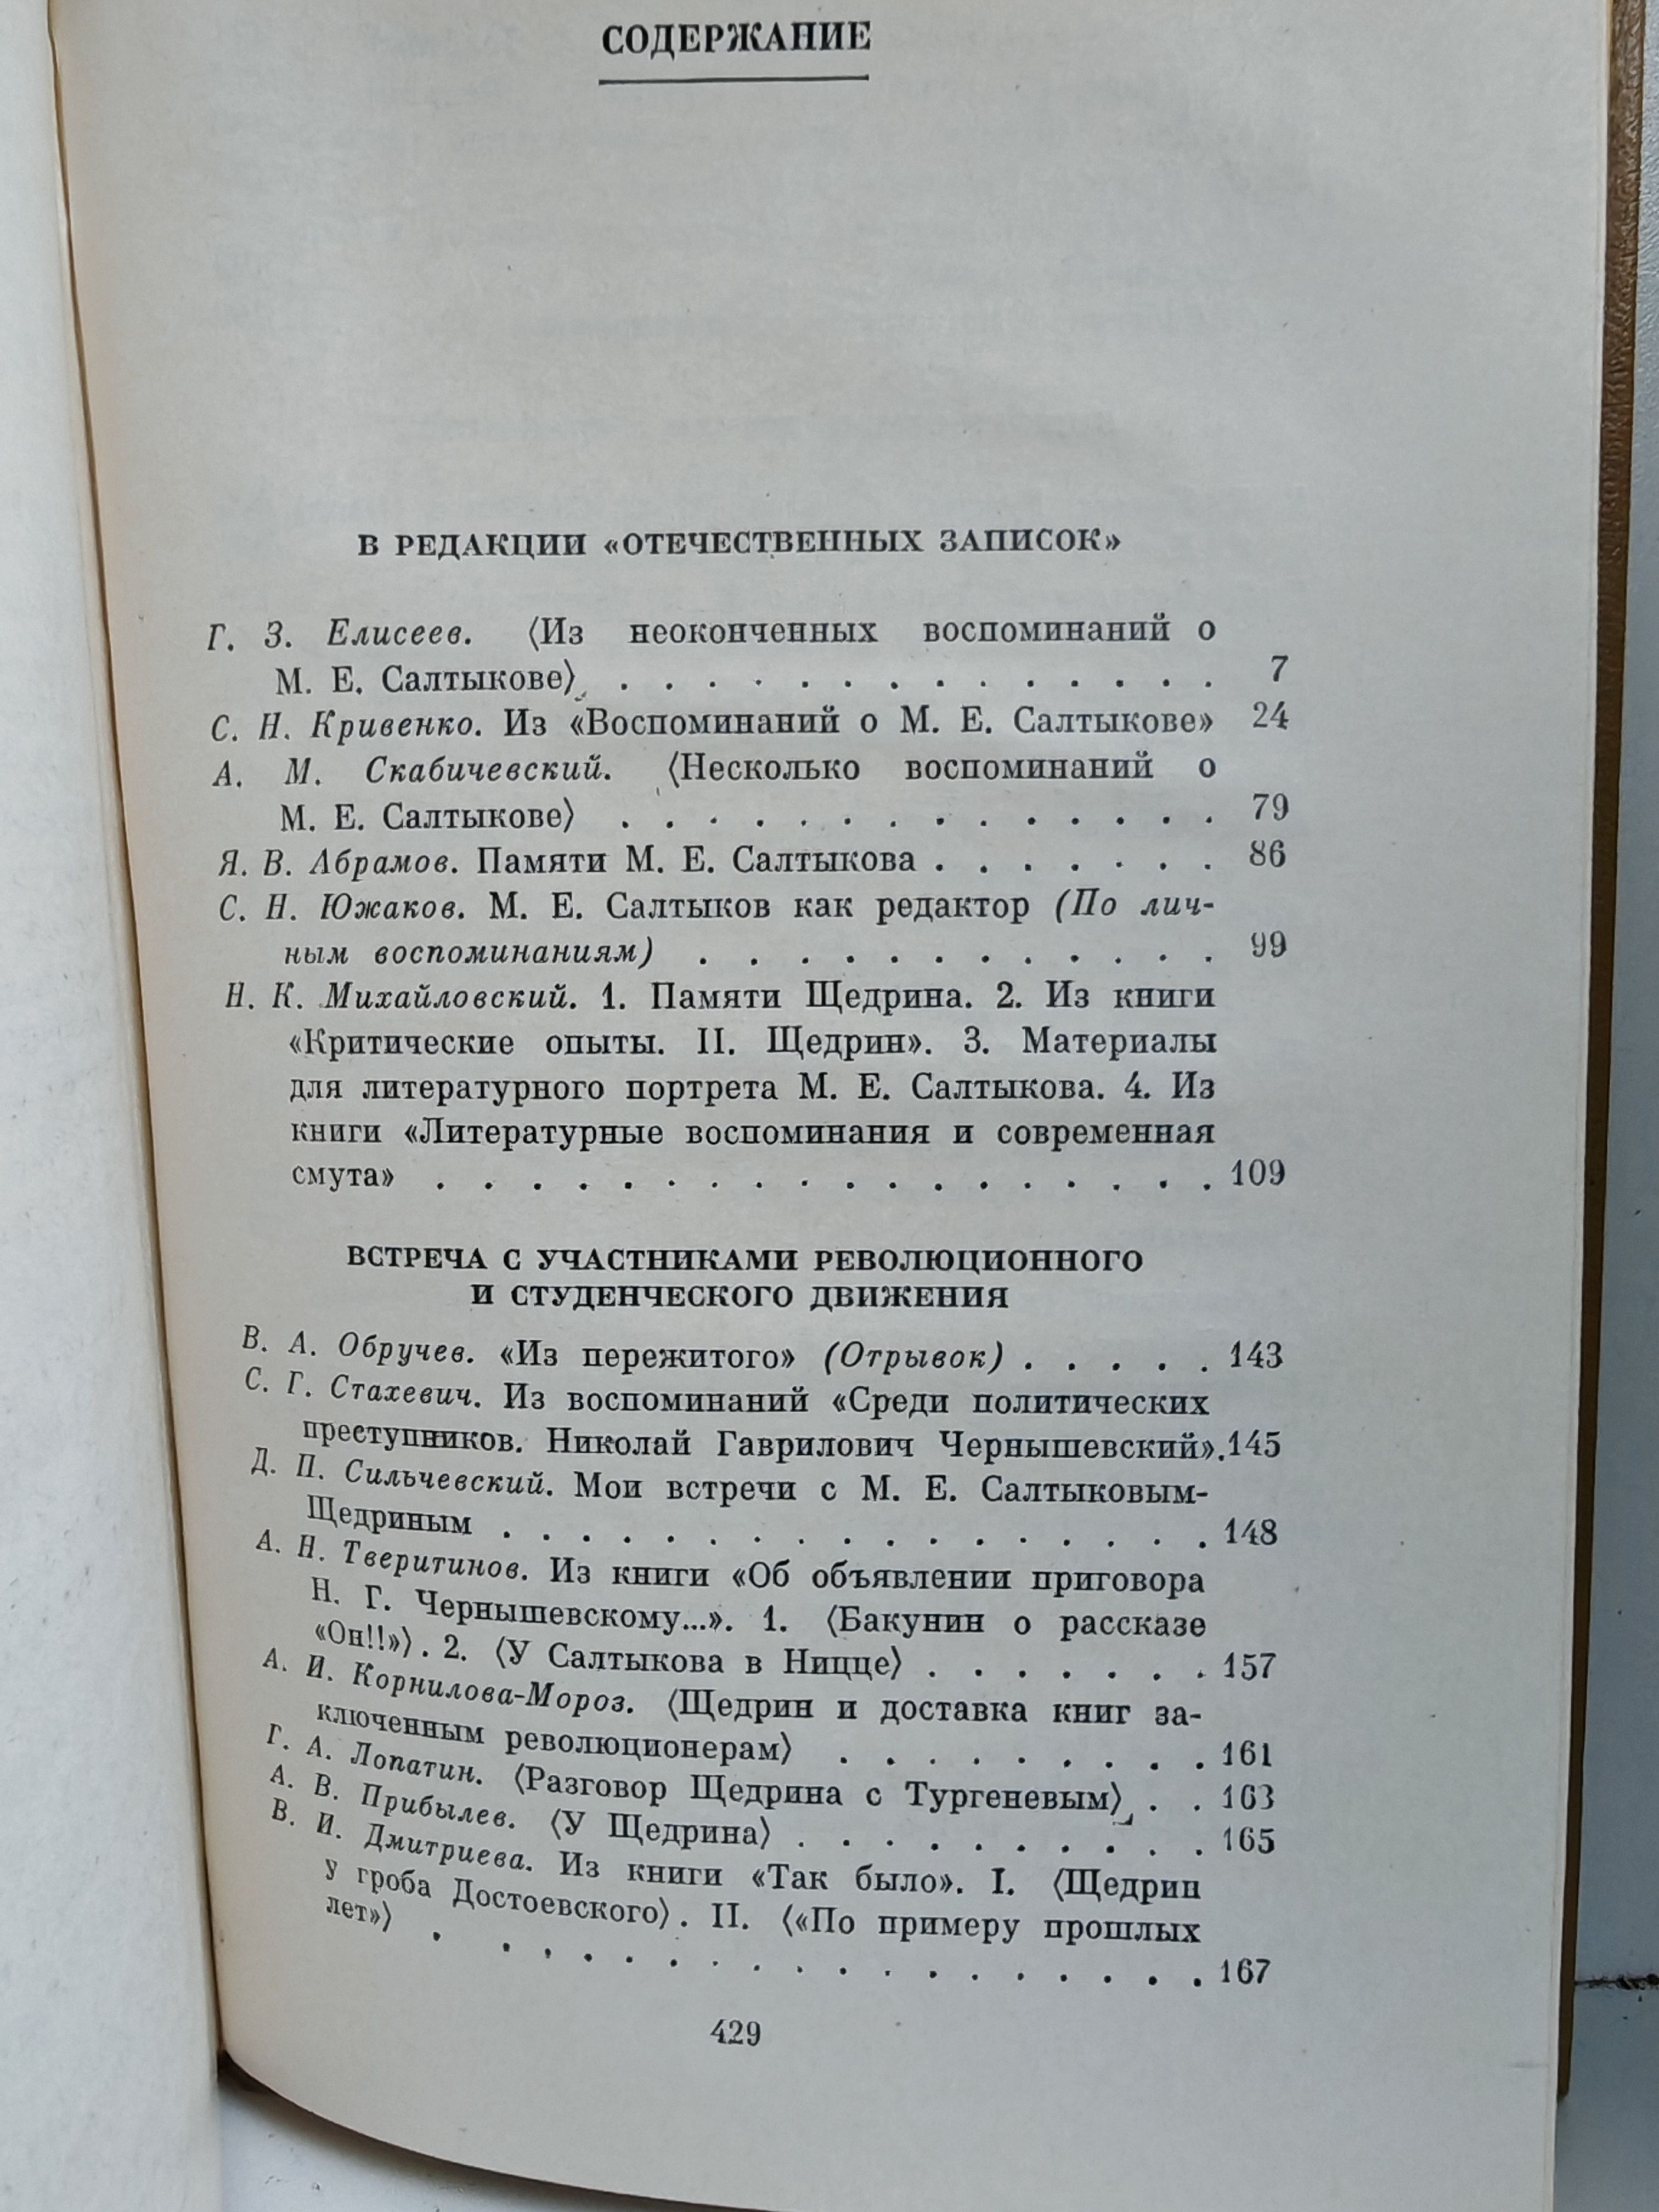 СОДЕРЖАНИЕ
В РЕДАКЦИИ «ОТЕЧЕСТВЕННЫХ ЗАПИСОК»
Г. З. Елисеев. ⟨Из неоконченных воспоминаний о
М. Е. Салтыкове⟩ . . . . . . . . . . . . . . 7
С. Н. Кривенко. Из «Воспоминаний о М. Е. Салтыкове» 24
А. М. Скабичевский. ⟨Несколько воспоминаний о
М. Е. Салтыкове⟩ . . . . . . . . . . . . . . 79
Я. В. Абрамов. Памяти М. Е. Салтыкова . . . . . . . 86
С. Н. Южаков. М. Е. Салтыков как редактор (По лич-
ным воспоминаниям) . . . . . . . . . . . . 99
Н. К. Михайловский. 1. Памяти Щедрина. 2. Из книги
«Критические опыты. II. Щедрин». 3. Материалы
для литературного портрета М. Е. Салтыкова. 4. Из
книги «Литературные воспоминания и современная
смута» . . . . . . . . . . . . . . . . . . 109
ВСТРЕЧА С УЧАСТНИКАМИ РЕВОЛЮЦИОННОГО
И СТУДЕНЧЕСКОГО ДВИЖЕНИЯ
В. А. Обручев. «Из пережитого» (Отрывок) . . . . . 143
С. Г. Стахевич. Из воспоминаний «Среди политических
преступников. Николай Гаврилович Чернышевский». 145
Д. П. Сильчевский. Мои встречи с М. Е. Салтыковым-
Щедриным . . . . . . . . . . . . . . . . . 148
А. Н. Тверитинов. Из книги «Об объявлении приговора
Н. Г. Чернышевскому...». 1. ⟨Бакунин о рассказе
«Он!!»⟩. 2. ⟨У Салтыкова в Ницце⟩ . . . . . . . 157
А. И. Корнилова-Мороз. ⟨Щедрин и доставка книг за-
ключенным революционерам⟩ . . . . . . . . . 161
Г. А. Лопатин. ⟨Разговор Щедрина с Тургеневым⟩ . . 163
А. В. Прибылев. ⟨У Щедрина⟩ . . . . . . . . . . 165
В. И. Дмитриева. Из книги «Так было». I. ⟨Щедрин
у гроба Достоевского⟩. II. ⟨«По примеру прошлых
лет»⟩ . . . . . . . . . . . . . . . . . . 167
429